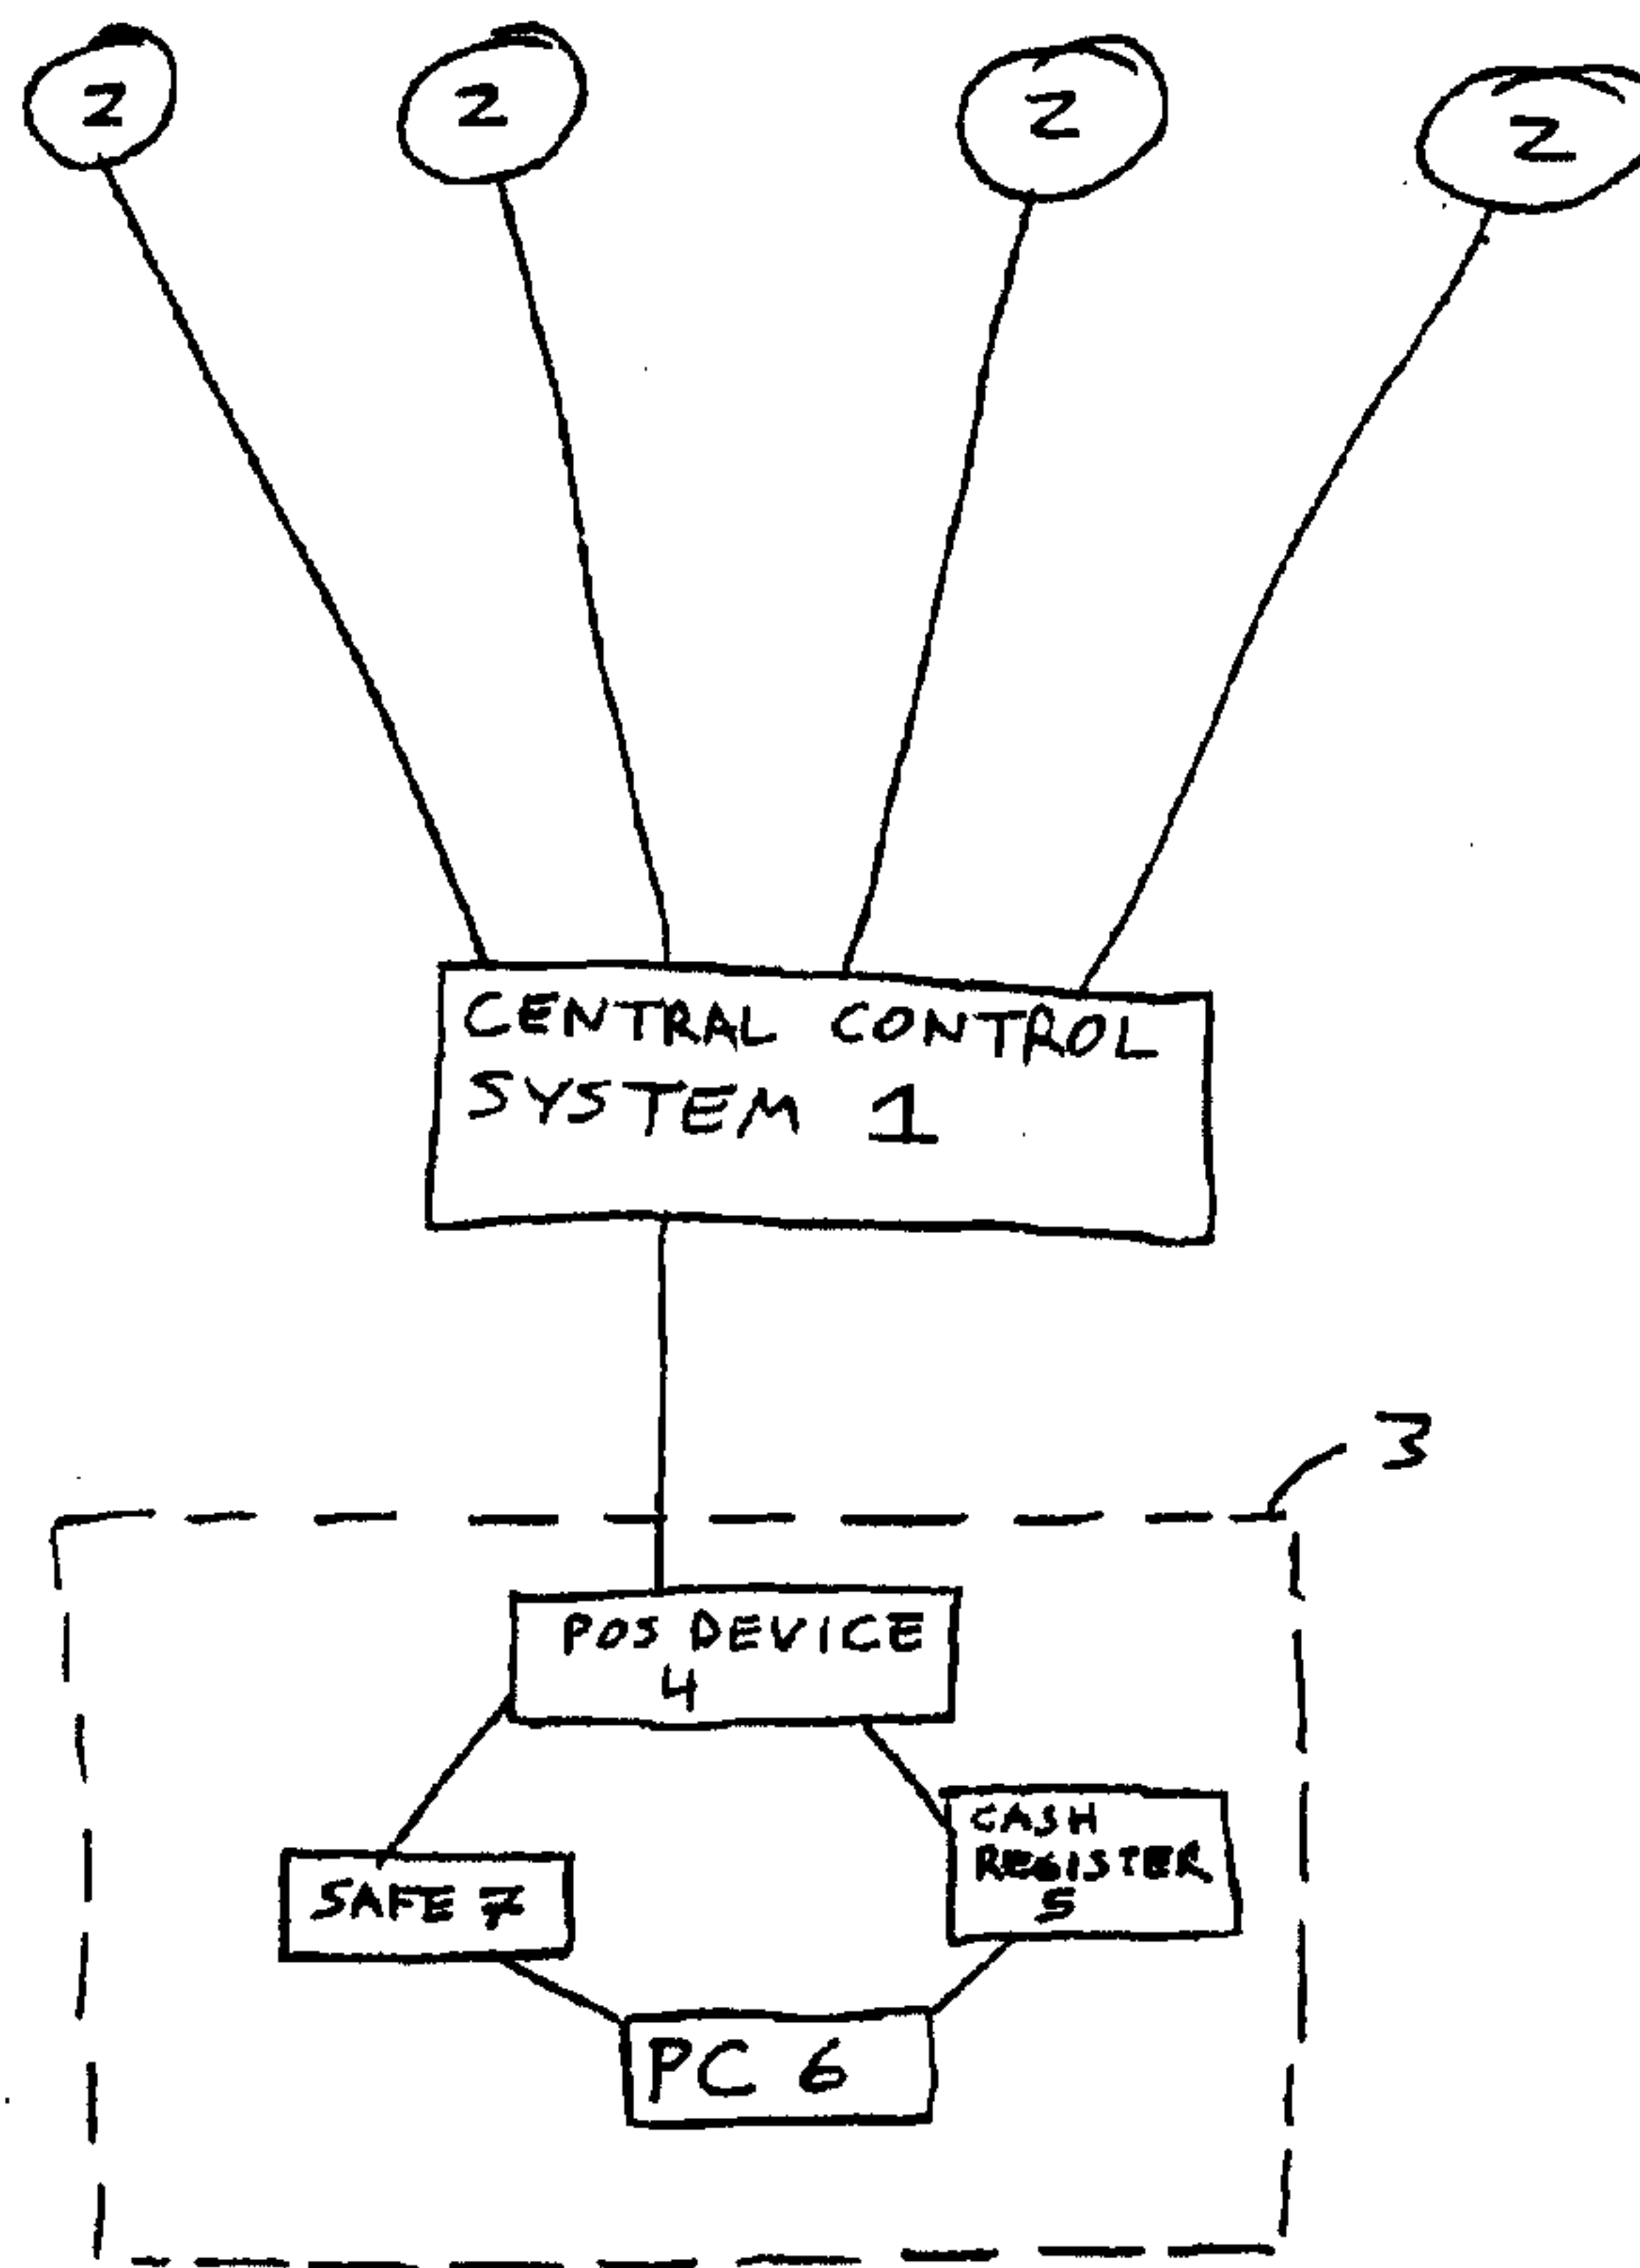 2
2
2
2
CENTRAL CONTROL
SYSTEM 1
3
POS DEVICE
4
CASH
REGISTER
5
SAFE 7
PC 6